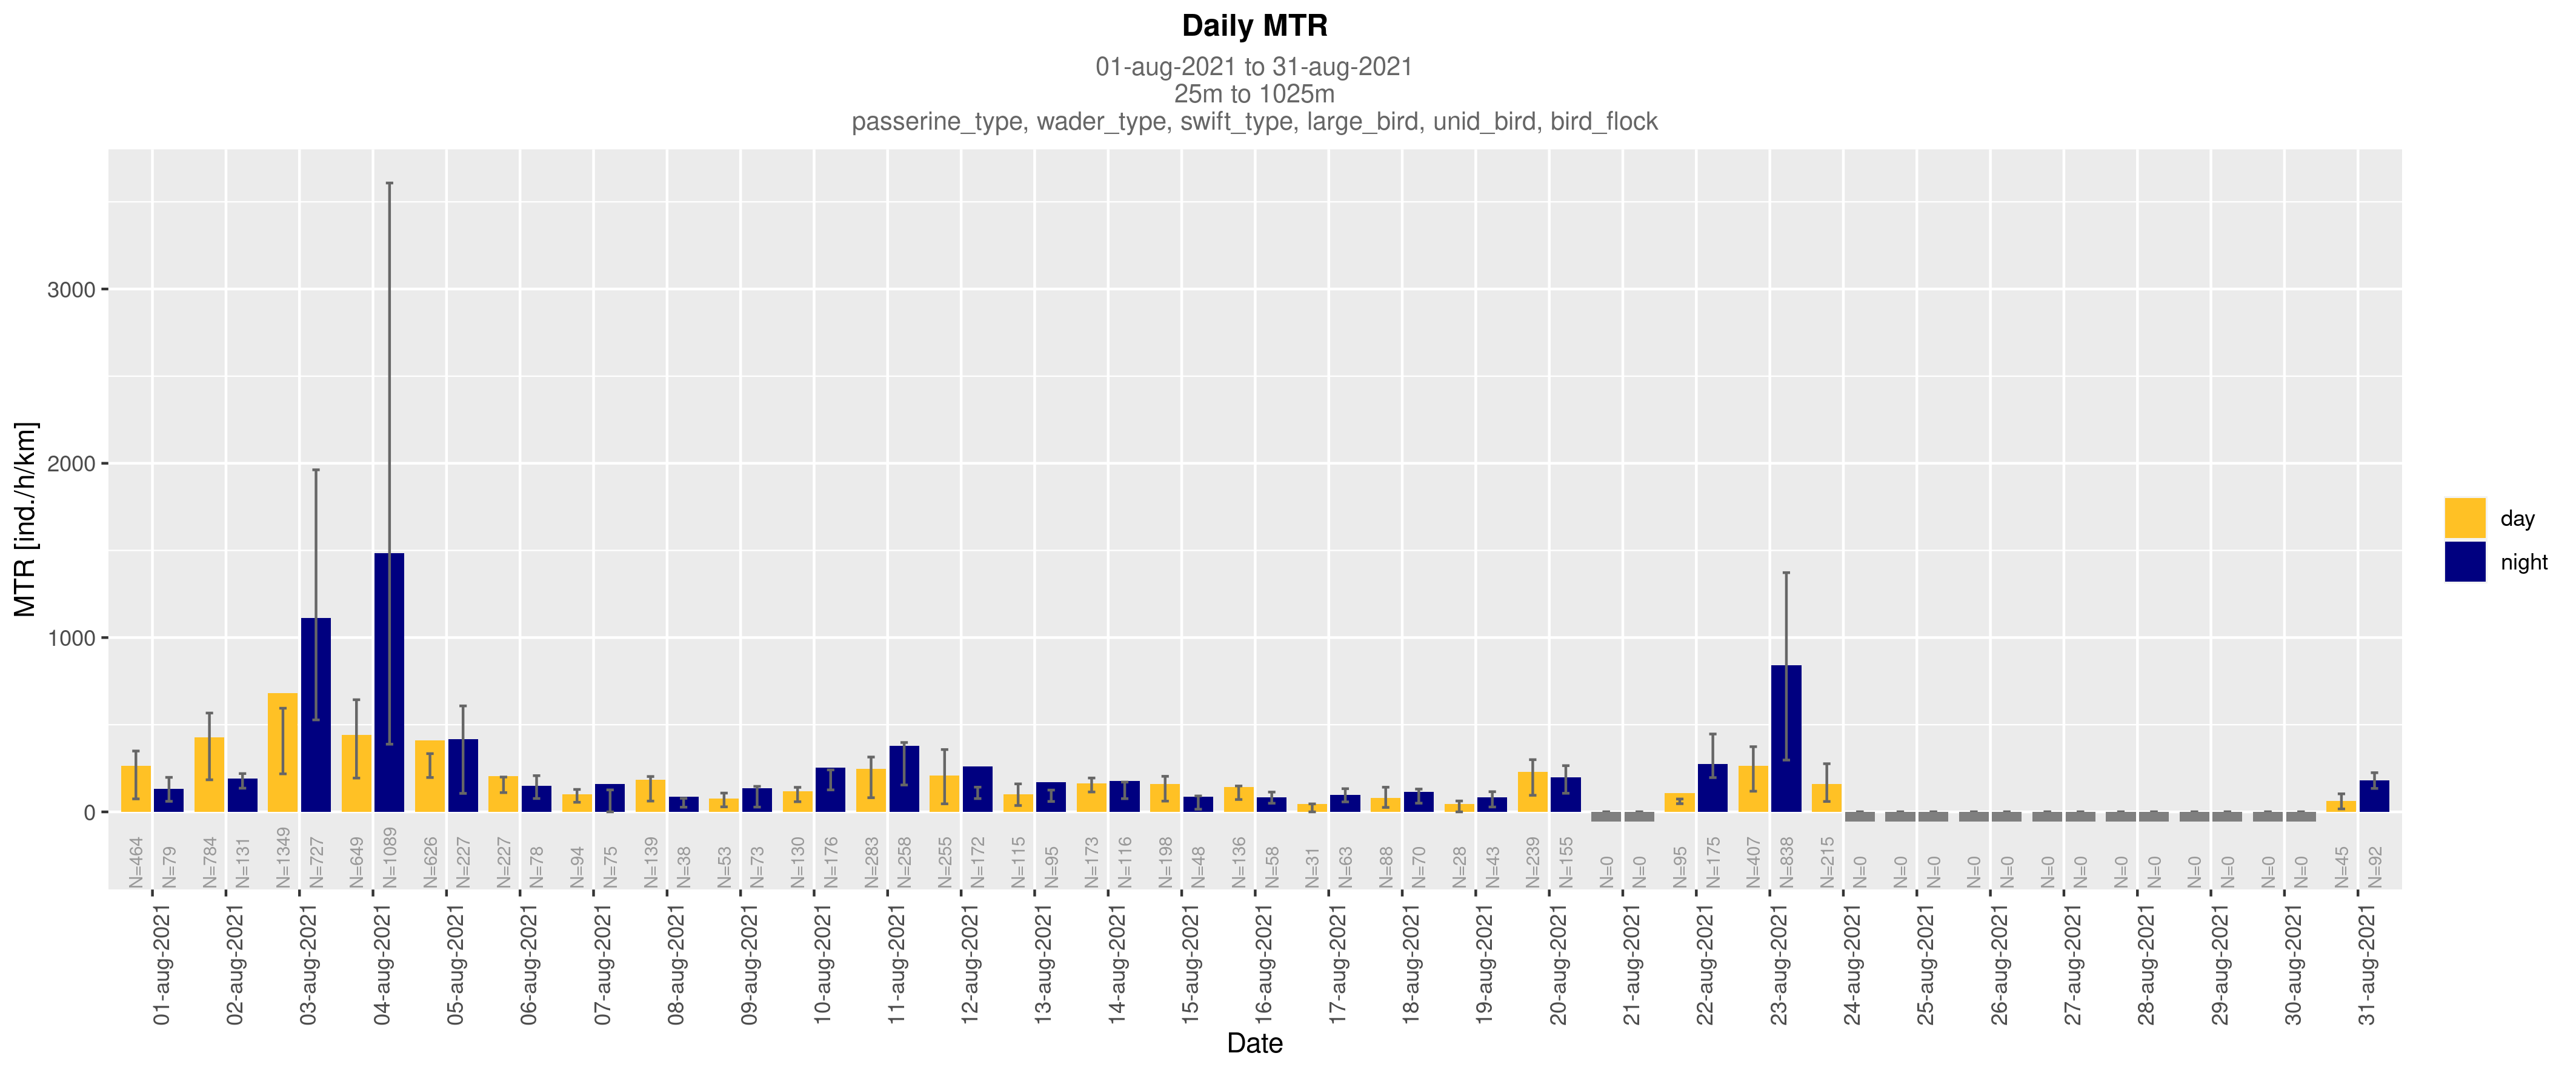 Daily MTR
01-aug-2021 to 31-aug-2021
25m to 1025m
passerine_type, wader_type, swift_type, large_bird, unid_bird, bird_flock
MTR [ind./h/km]
3000
2000
1000
0
day
night
N=464
N=79
N=784
N=131
N=1349
N=727
N=649
N=1089
N=626
N=227
N=227
N=78
N=94
N=75
N=139
N=38
N=53
N=73
N=130
N=176
N=283
N=258
N=255
N=172
N=115
N=95
N=173
N=116
N=198
N=48
N=136
N=58
N=31
N=63
N=88
N=70
N=28
N=43
N=239
N=155
N=0
N=0
N=95
N=175
N=407
N=838
N=215
N=0
N=0
N=0
N=0
N=0
N=0
N=0
N=0
N=0
N=0
N=0
N=0
N=0
N=45
N=92
01-aug-2021
02-aug-2021
03-aug-2021
04-aug-2021
05-aug-2021
06-aug-2021
07-aug-2021
08-aug-2021
09-aug-2021
10-aug-2021
11-aug-2021
12-aug-2021
13-aug-2021
14-aug-2021
15-aug-2021
16-aug-2021
17-aug-2021
18-aug-2021
19-aug-2021
20-aug-2021
21-aug-2021
22-aug-2021
23-aug-2021
24-aug-2021
25-aug-2021
26-aug-2021
27-aug-2021
28-aug-2021
29-aug-2021
30-aug-2021
31-aug-2021
Date